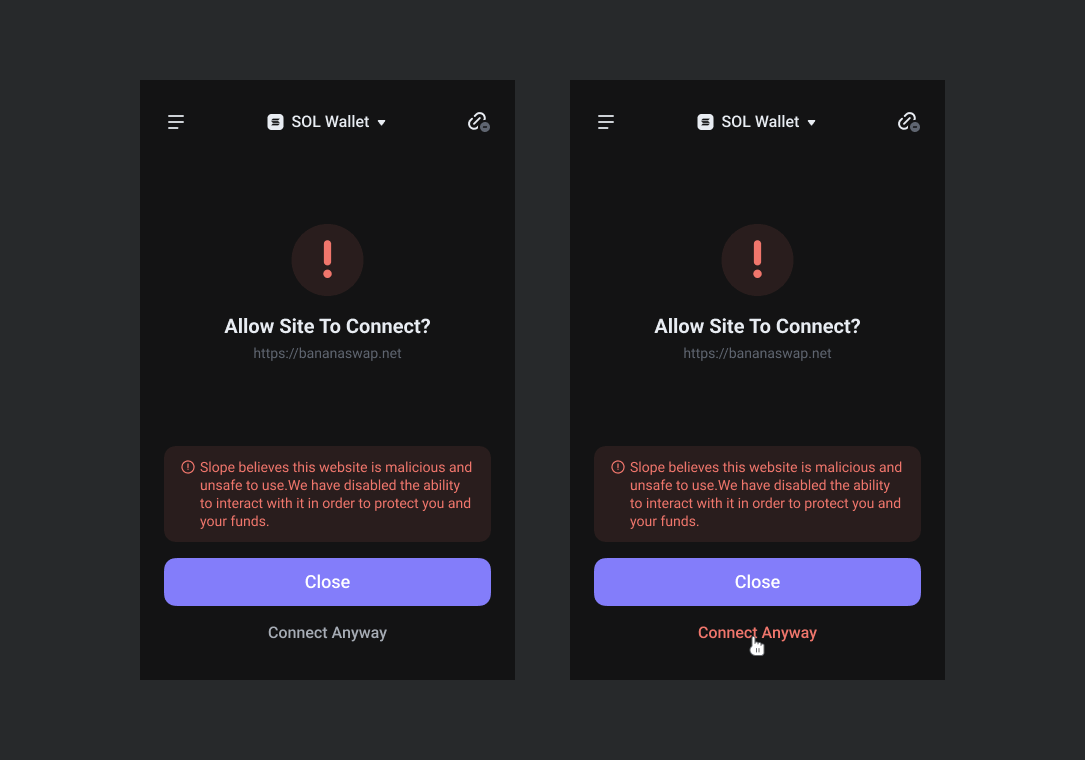 SOL Wallet
Allow Site To Connect?
https://bananaswap.net
Slope believes this website is malicious and
unsafe to use.We have disabled the ability
to interact with it in order to protect you and
your funds.
Close
Connect Anyway
SOL Wallet
Allow Site To Connect?
https://bananaswap.net
Slope believes this website is malicious and
unsafe to use.We have disabled the ability
to interact with it in order to protect you and
your funds.
Close
Connect Anyway